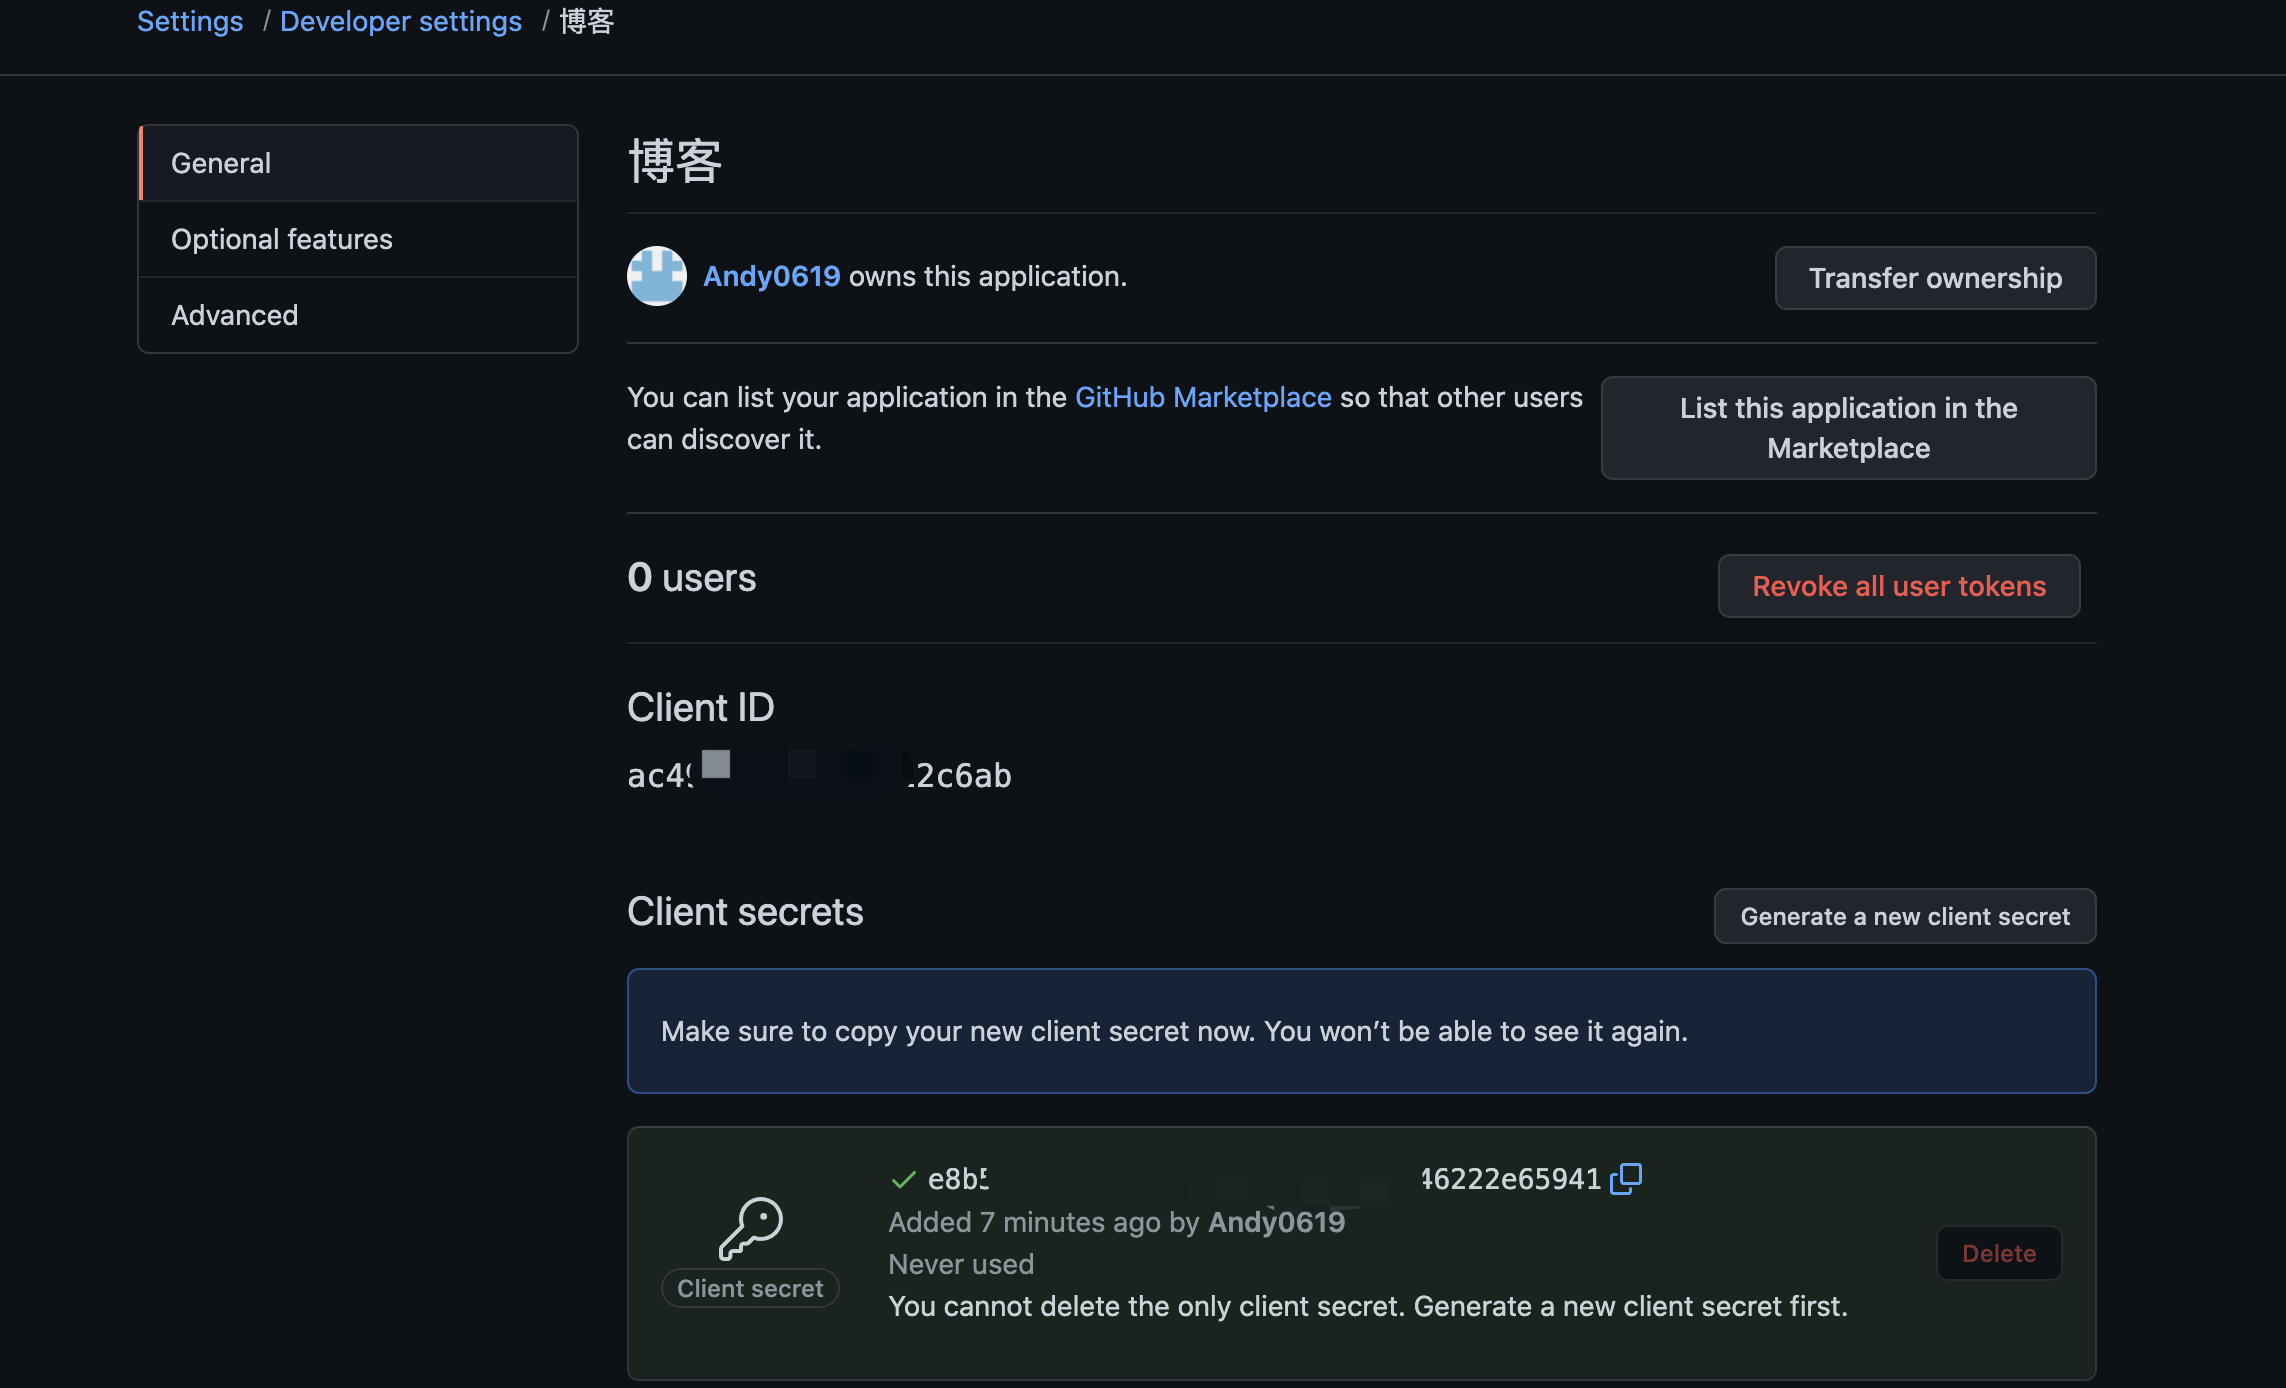 Settings / Developer settings / 博客
General
Optional features
Advanced
博客
Andy0619 owns this application.
Transfer ownership
You can list your application in the GitHub Marketplace so that other users
can discover it.
List this application in the
Marketplace
0 users
Revoke all user tokens
Client ID
ac49 2c6ab
Client secrets
Generate a new client secret
Make sure to copy your new client secret now. You won’t be able to see it again.
e8b5 46222e65941
Added 7 minutes ago by Andy0619
Never used
You cannot delete the only client secret. Generate a new client secret first.
Client secret
Delete